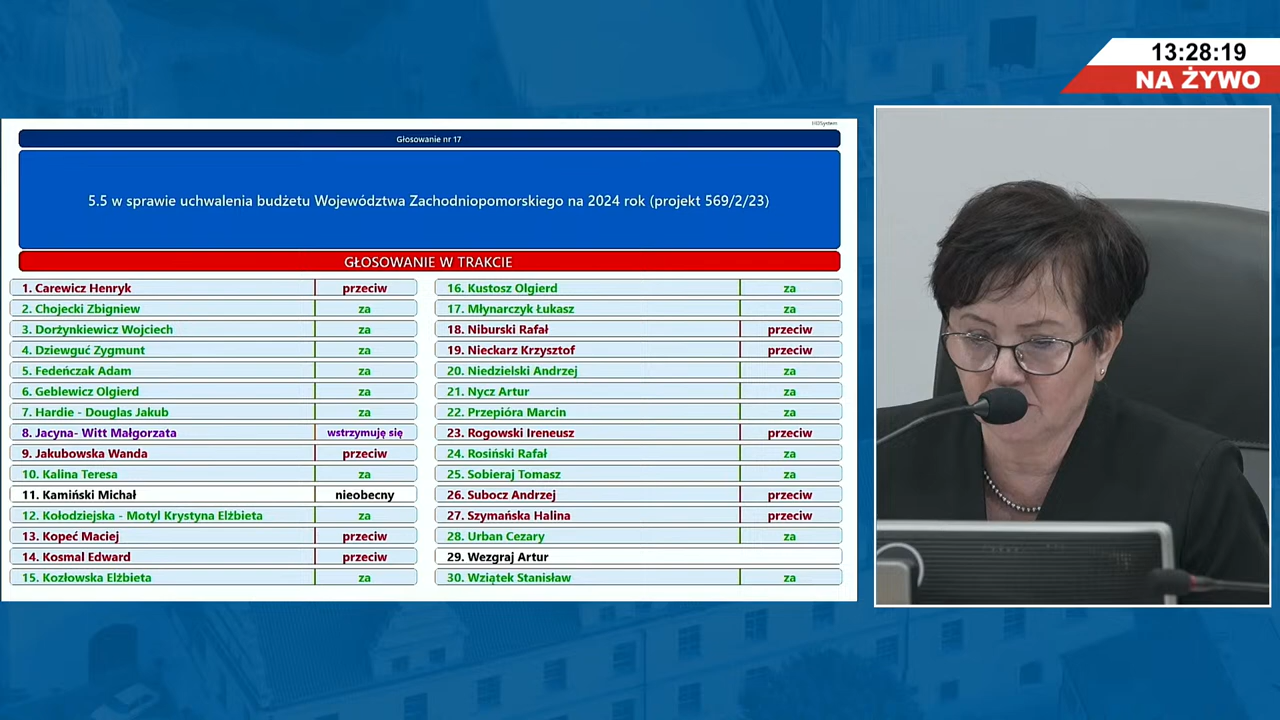 13:28:19
NA ŻYWO
Głosowanie nr 17
5.5 w sprawie uchwalenia budżetu Województwa Zachodniopomorskiego na 2024 rok (projekt 569/2/23)
GŁOSOWANIE W TRAKCIE
1. Carewicz Henryk przeciw
2. Chojecki Zbigniew za
3. Dorżynkiewicz Wojciech za
4. Dziewguć Zygmunt za
5. Fedeńczak Adam za
6. Geblewicz Olgierd za
7. Hardie - Douglas Jakub za
8. Jacyna- Witt Małgorzata wstrzymuję się
9. Jakubowska Wanda przeciw
10. Kalina Teresa za
11. Kamiński Michał nieobecny
12. Kołodziejska - Motyl Krystyna Elżbieta za
13. Kopeć Maciej przeciw
14. Kosmal Edward przeciw
15. Kozłowska Elżbieta za
16. Kustosz Olgierd za
17. Młynarczyk Łukasz za
18. Niburski Rafał przeciw
19. Nieckarz Krzysztof przeciw
20. Niedzielski Andrzej za
21. Nycz Artur za
22. Przepióra Marcin za
23. Rogowski Ireneusz przeciw
24. Rosiński Rafał za
25. Sobieraj Tomasz za
26. Subocz Andrzej przeciw
27. Szymańska Halina przeciw
28. Urban Cezary za
29. Wezgraj Artur
30. Wziątek Stanisław za